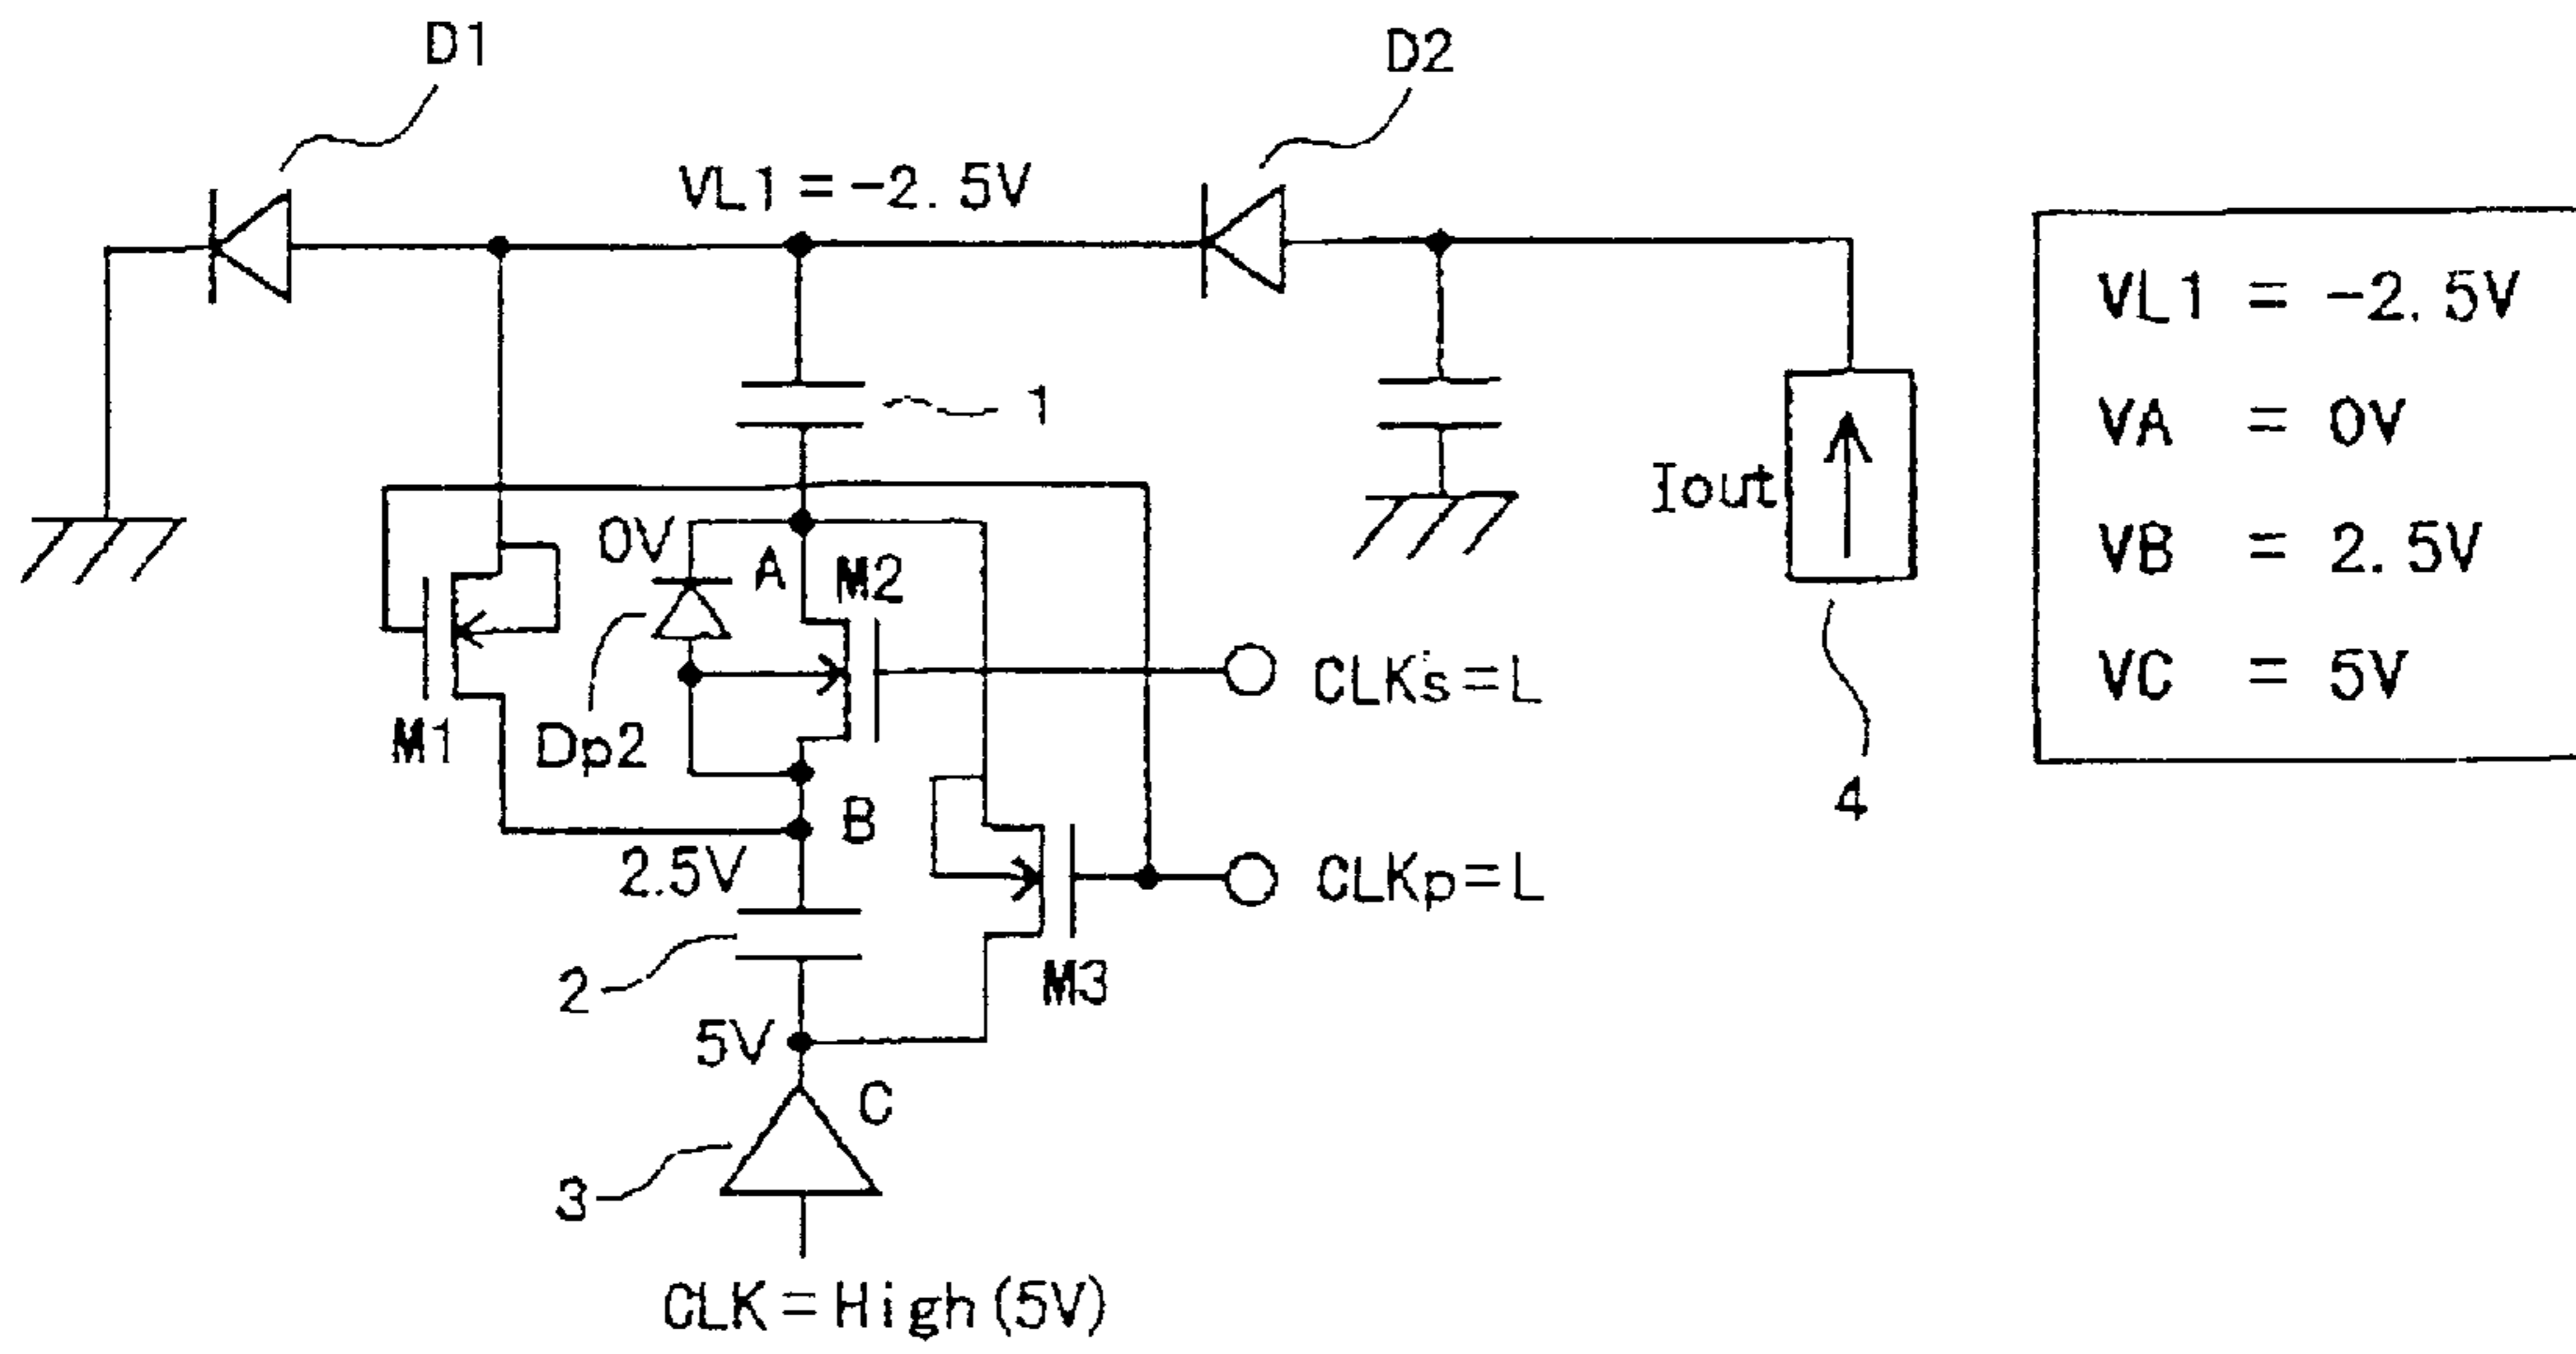 D1
D2
VL1 = -2.5V
VL1 = -2.5V
VA = 0V
VB = 2.5V
VC = 5V
1
Iout
4
0V
A
M2
CLKs=L
Dp2
M1
B
2.5V
CLKp=L
2
M3
5V
C
3
CLK=High(5V)